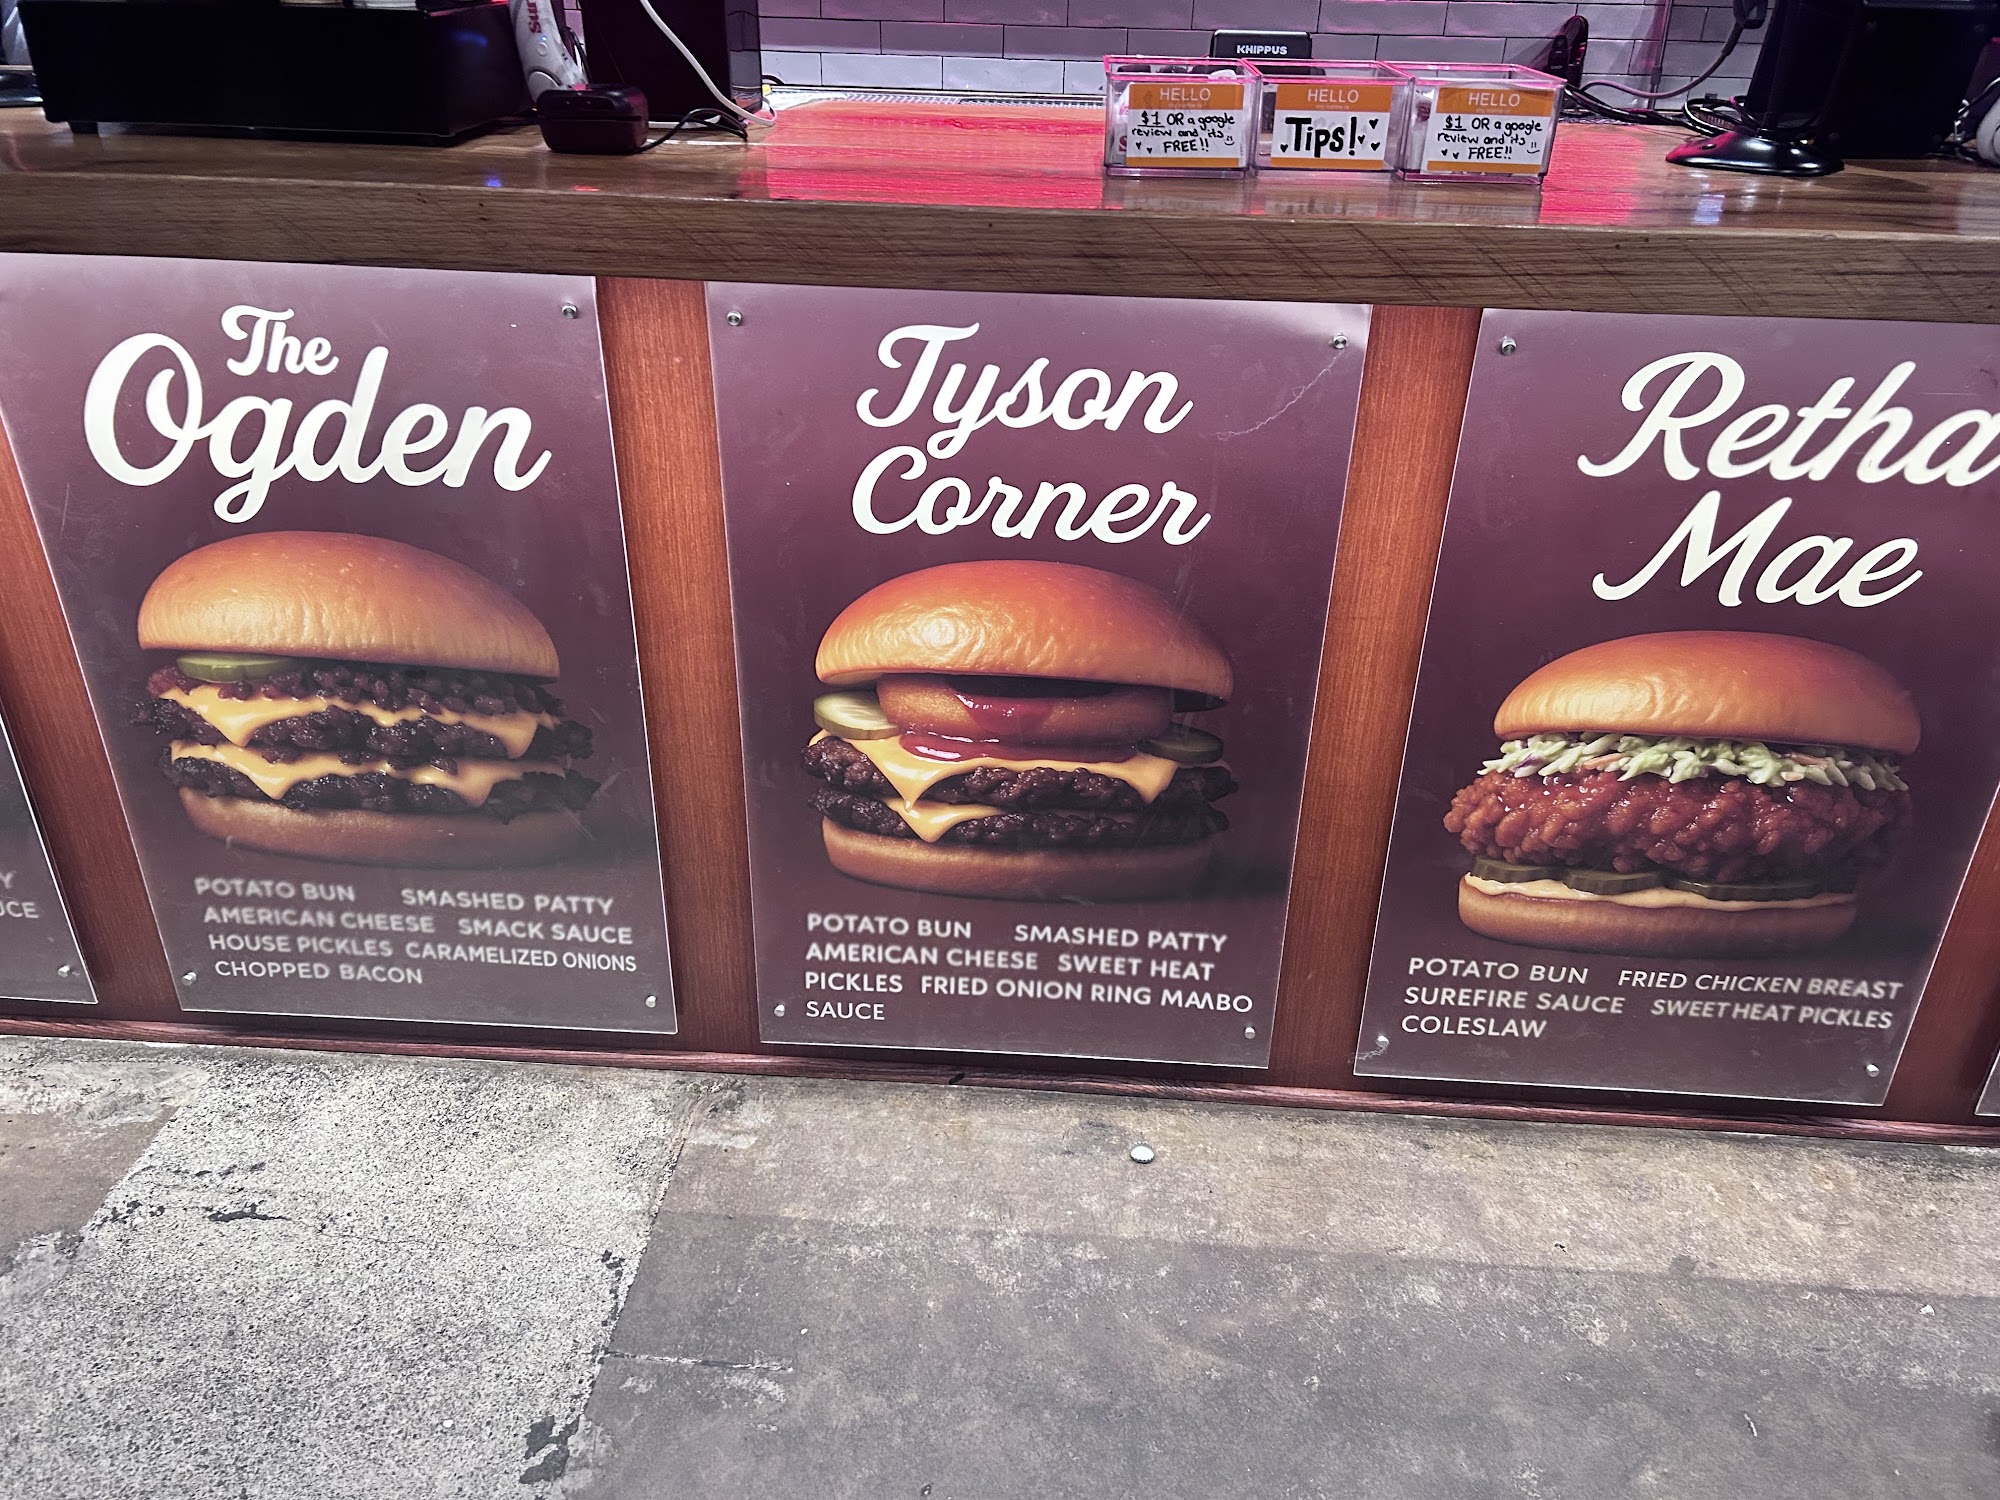 KHIPPUS
HELLO
$1 OR a google
review and its
FREE!!
HELLO
Tips!
HELLO
$1 OR a google
review and its
FREE!!
The
Ogden
POTATO BUN SMASHED PATTY
AMERICAN CHEESE SMACK SAUCE
HOUSE PICKLES CARAMELIZED ONIONS
CHOPPED BACON
Tyson
Corner
POTATO BUN SMASHED PATTY
AMERICAN CHEESE SWEET HEAT
PICKLES FRIED ONION RING MAMBO
SAUCE
Retha
Mae
POTATO BUN FRIED CHICKEN BREAST
SUREFIRE SAUCE SWEET HEAT PICKLES
COLESLAW